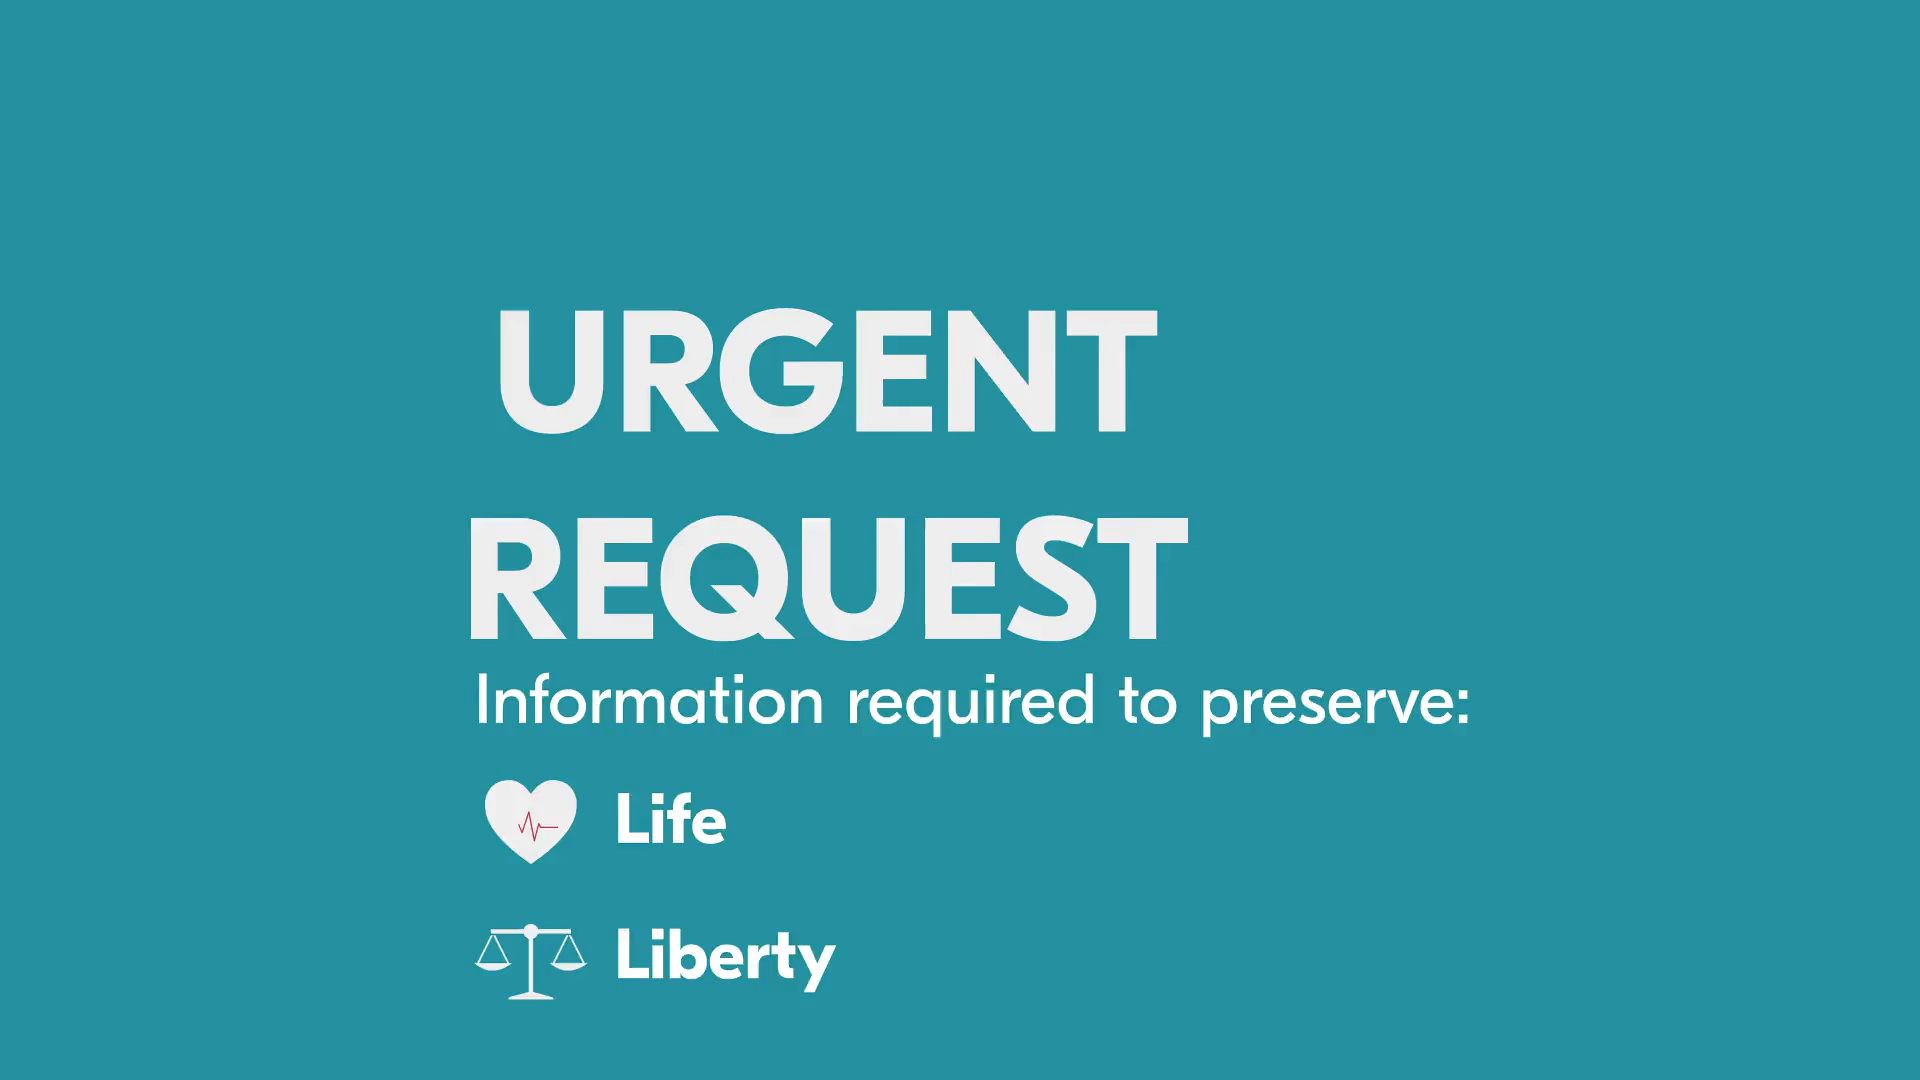 URGENT
REQUEST
Information required to preserve:
Life
Liberty